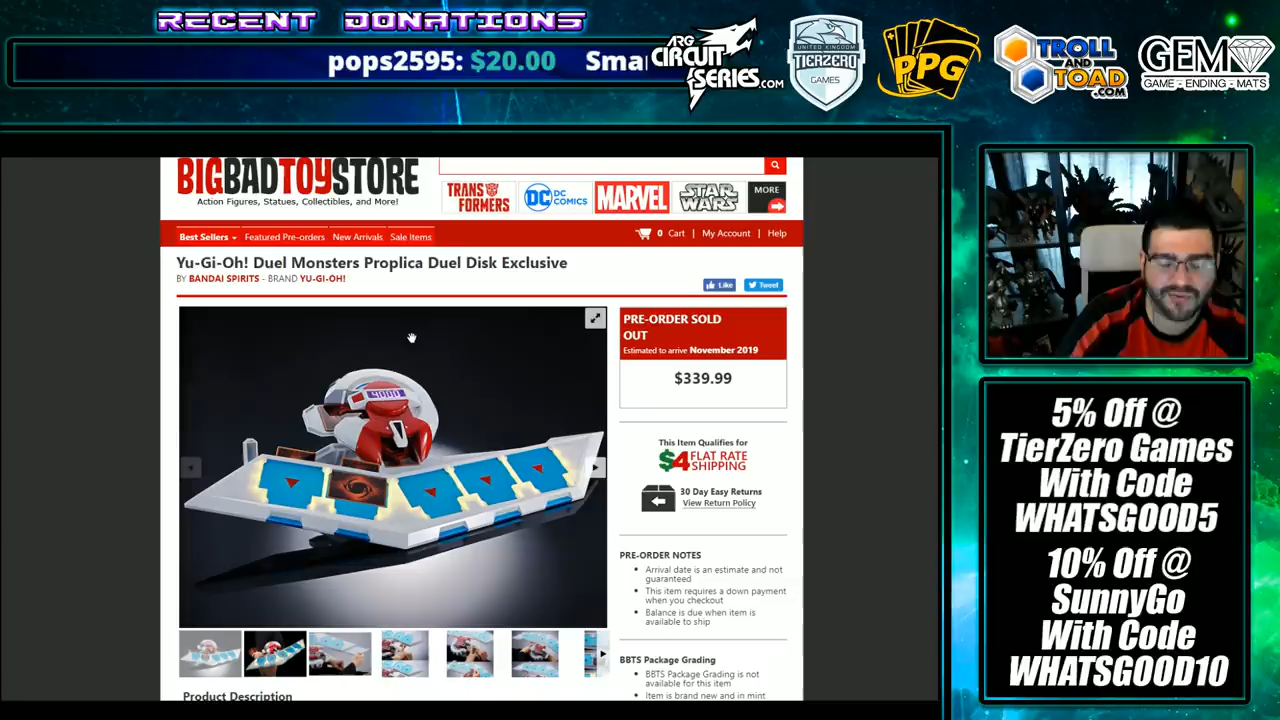 RECENT DONATIONS
pops2595: $20.00 Smal
ARG
CIRCUIT
SERIES.COM
UNITED KINGDOM
TIERZERO
GAMES
PPG
TROLL
AND
TOAD
.COM
GEM
GAME - ENDING - MATS
BIGBADTOYSTORE
Action Figures, Statues, Collectibles, and More!
TRANSFORMERS
DC COMICS
MARVEL
STAR WARS
MORE
Best Sellers Featured Pre-orders New Arrivals Sale Items
0 Cart | My Account | Help
Yu-Gi-Oh! Duel Monsters Proplica Duel Disk Exclusive
BY BANDAI SPIRITS - BRAND YU-GI-OH!
Like Tweet
4000
PRE-ORDER SOLD
OUT
Estimated to arrive November 2019
$339.99
This Item Qualifies for
$4 FLAT RATE
SHIPPING
30 Day Easy Returns
View Return Policy
PRE-ORDER NOTES
Arrival date is an estimate and not
guaranteed
This item requires a down payment
when you checkout
Balance is due when item is
available to ship
BBTS Package Grading
BBTS Package Grading is not
available for this item
Item is brand new and in mint
Product Description
5% Off @
TierZero Games
With Code
WHATSGOOD5
10% Off @
SunnyGo
With Code
WHATSGOOD10